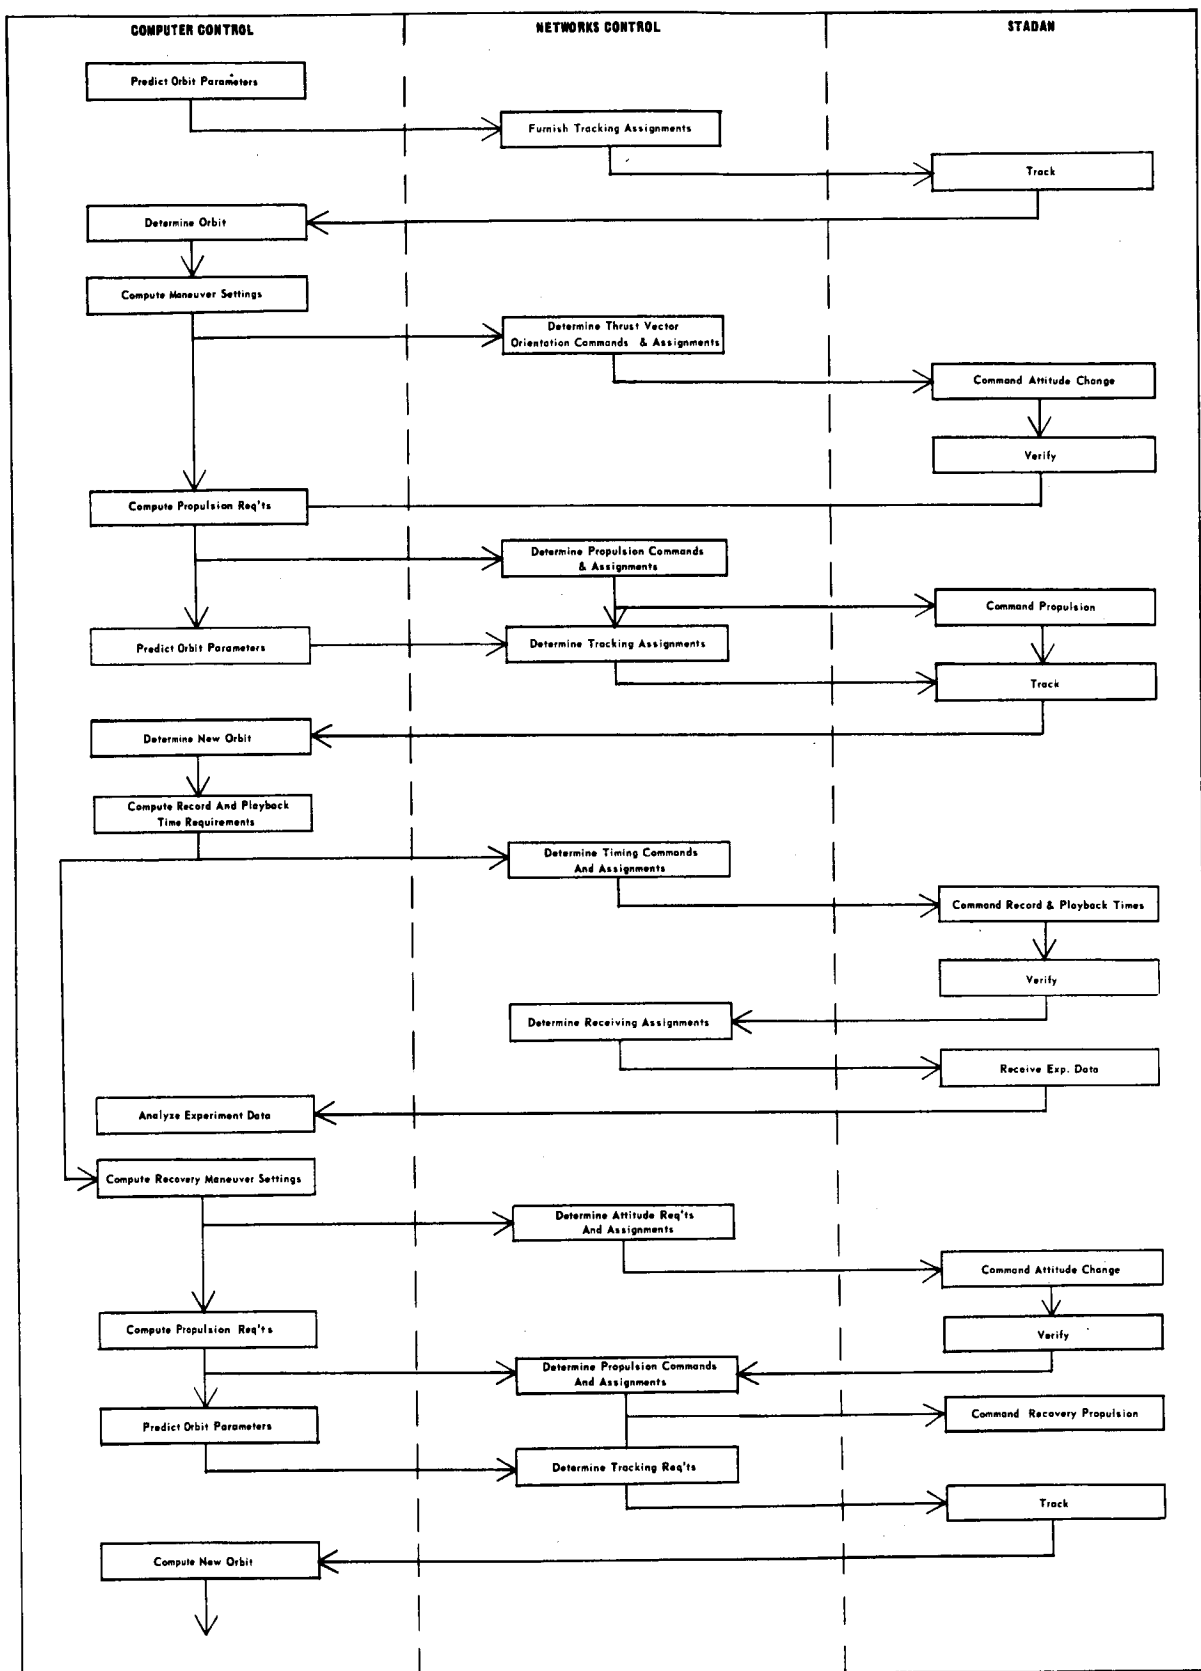 COMPUTER CONTROL
NETWORKS CONTROL
STADAN
Predict Orbit Parameters
Furnish Tracking Assignments
Track
Determine Orbit
Compute Maneuver Settings
Determine Thrust Vector
Orientation Commands & Assignments
Command Attitude Change
Verify
Compute Propulsion Req'ts
Determine Propulsion Commands
& Assignments
Command Propulsion
Predict Orbit Parameters
Determine Tracking Assignments
Track
Determine New Orbit
Compute Record And Playback
Time Requirements
Determine Timing Commands
And Assignments
Command Record & Playback Times
Verify
Determine Receiving Assignments
Receive Exp. Data
Analyze Experiment Data
Compute Recovery Maneuver Settings
Determine Attitude Req'ts
And Assignments
Command Attitude Change
Compute Propulsion Req'ts
Verify
Determine Propulsion Commands
And Assignments
Command Recovery Propulsion
Predict Orbit Parameters
Determine Tracking Req'ts
Track
Compute New Orbit